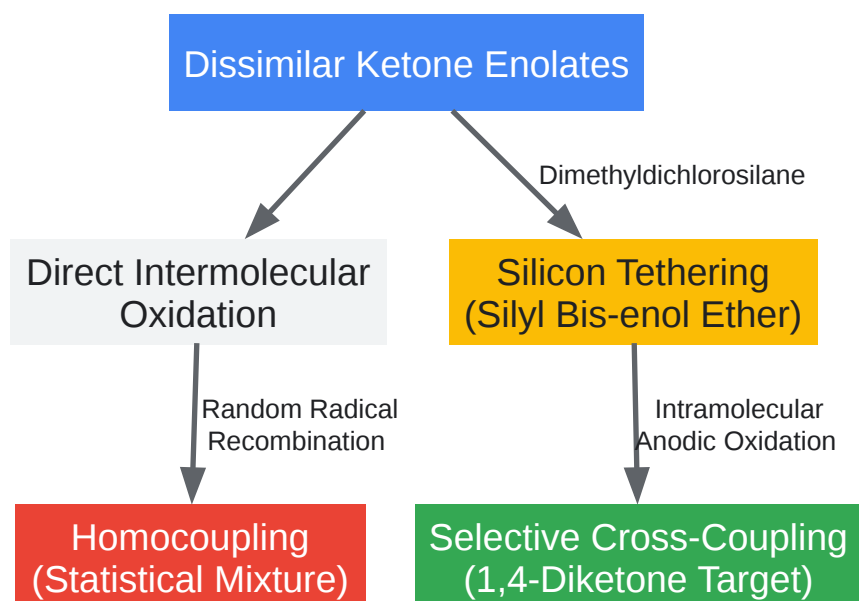 Dissimilar Ketone Enolates
Dimethyldichlorosilane
Direct Intermolecular
Oxidation
Silicon Tethering
(Silyl Bis-enol Ether)
Random Radical
Recombination
Intramolecular
Anodic Oxidation
Homocoupling
(Statistical Mixture)
Selective Cross-Coupling
(1,4-Diketone Target)